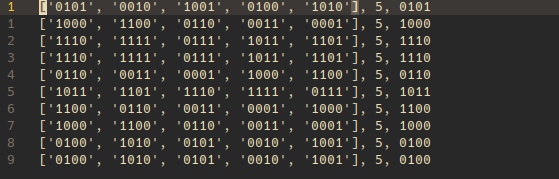 1 ['0101', '0010', '1001', '0100', '1010'], 5, 0101
1 ['1000', '1100', '0110', '0011', '0001'], 5, 1000
2 ['1110', '1111', '0111', '1011', '1101'], 5, 1110
3 ['1110', '1111', '0111', '1011', '1101'], 5, 1110
4 ['0110', '0011', '0001', '1000', '1100'], 5, 0110
5 ['1011', '1101', '1110', '1111', '0111'], 5, 1011
6 ['1100', '0110', '0011', '0001', '1000'], 5, 1100
7 ['1000', '1100', '0110', '0011', '0001'], 5, 1000
8 ['0100', '1010', '0101', '0010', '1001'], 5, 0100
9 ['0100', '1010', '0101', '0010', '1001'], 5, 0100